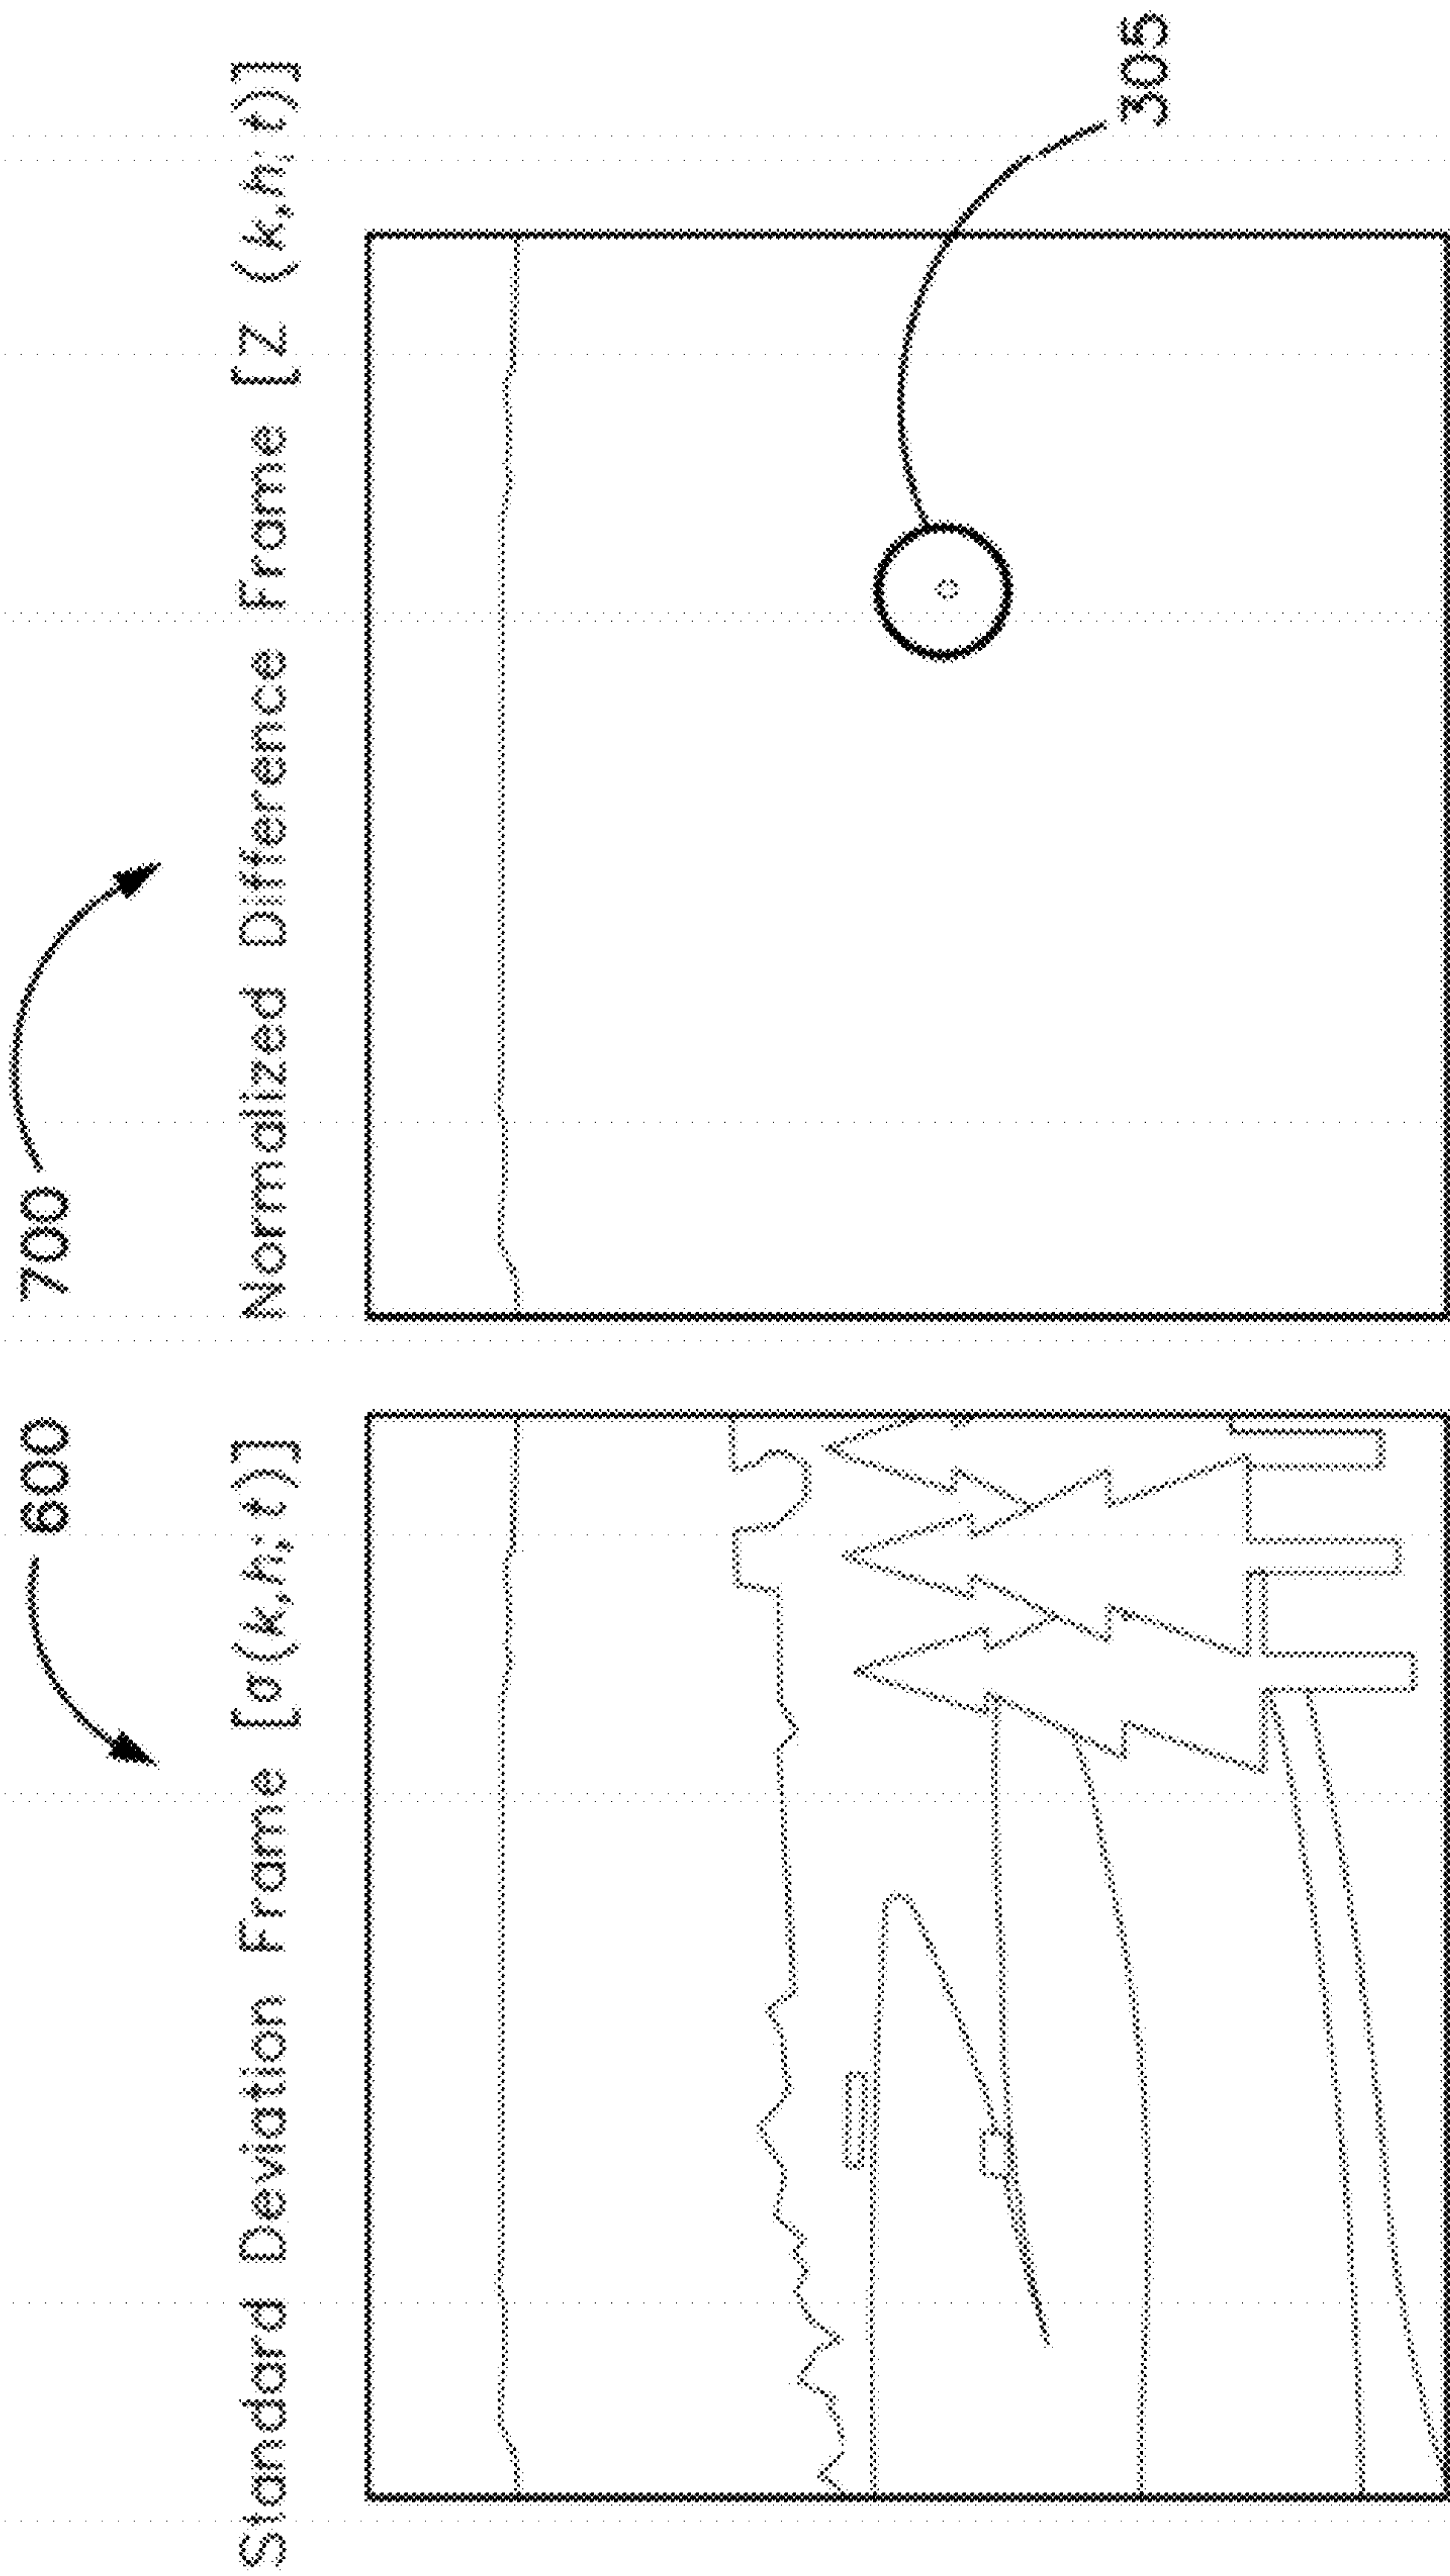 600
Standard Deviation Frame [σ(k,h; t)]
700
Normalized Difference Frame [Z (k,h; t)]
305